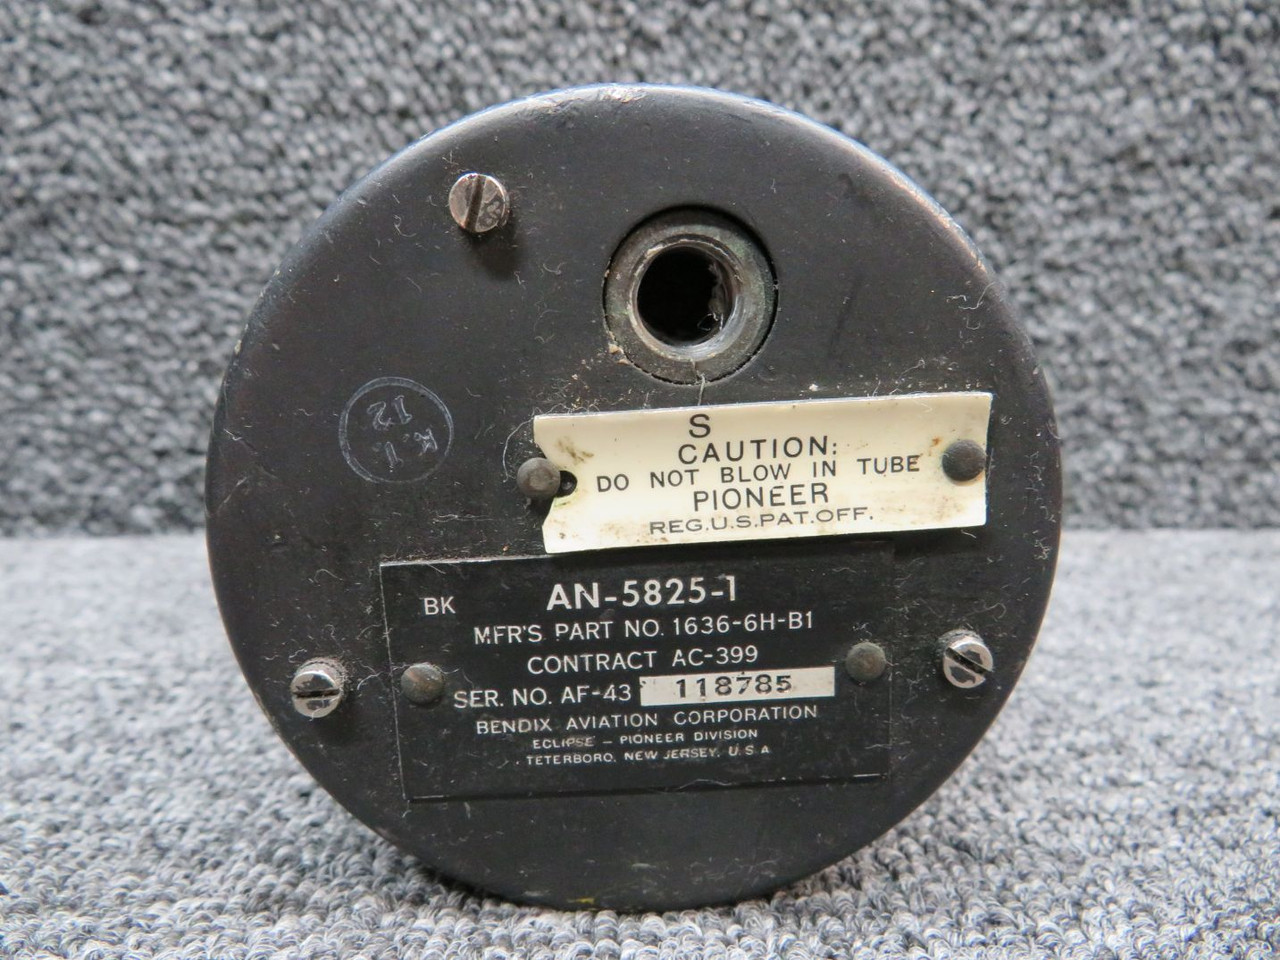 S
CAUTION:
DO NOT BLOW IN TUBE
PIONEER
REG.U.S.PAT.OFF.
BK AN-5825-1
MFR'S PART NO. 1636-6H-B1
CONTRACT AC-399
SER. NO. AF-43 118785
BENDIX AVIATION CORPORATION
ECLIPSE - PIONEER DIVISION
TETERBORO, NEW JERSEY, U.S.A
12